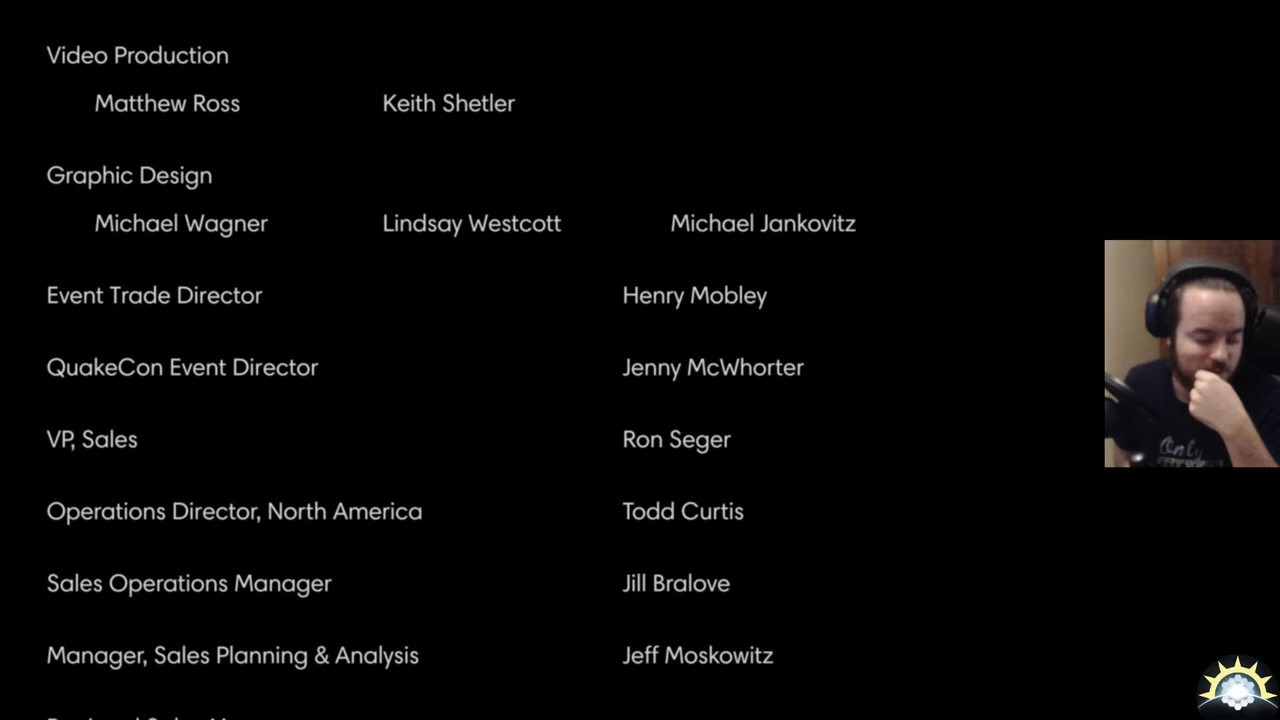 Video Production
Matthew Ross Keith Shetler
Graphic Design
Michael Wagner Lindsay Westcott Michael Jankovitz
Event Trade Director Henry Mobley
QuakeCon Event Director Jenny McWhorter
VP, Sales Ron Seger
Operations Director, North America Todd Curtis
Sales Operations Manager Jill Bralove
Manager, Sales Planning & Analysis Jeff Moskowitz
Only